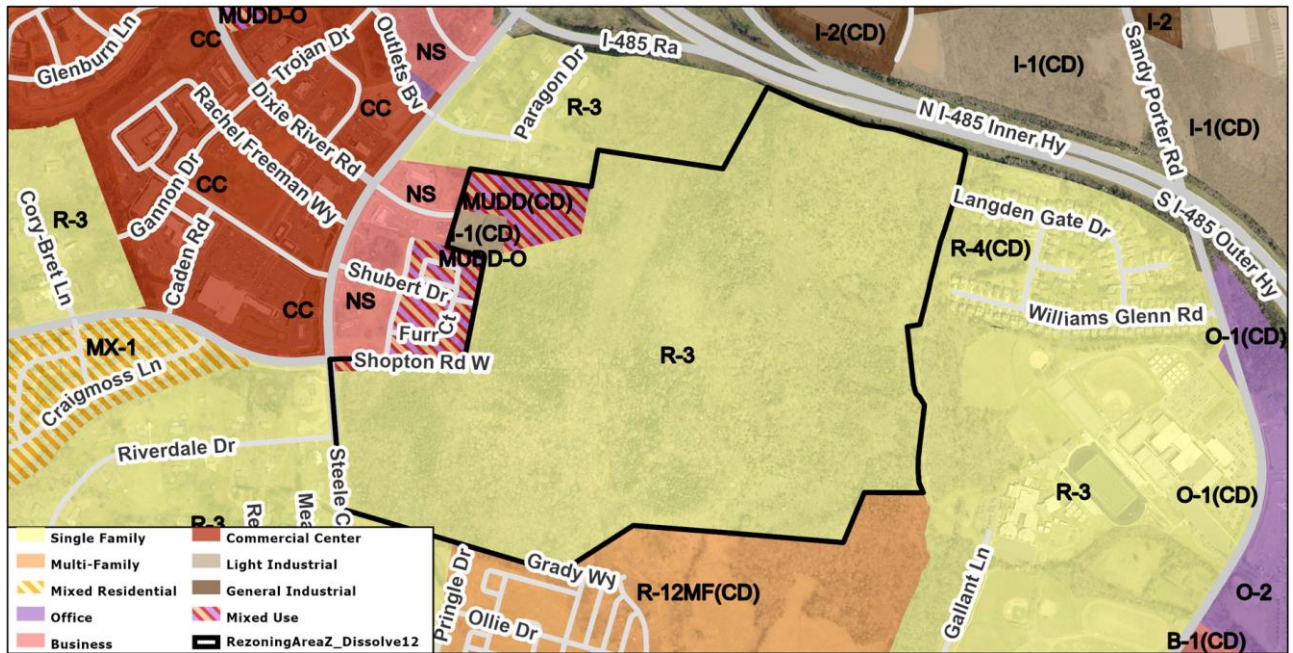 MUDD-O
Glenburn Ln
CC
Trojan Dr
Outlets Bv
NS
I-485 Ra
I-2(CD)
I-2
Sandy Porter Rd
I-1(CD)
Rachel Freeman Wy
Dixie River Rd
CC
Paragon Dr
R-3
N I-485 Inner Hy
I-1(CD)
Gannon Dr
CC
NS
MUDD(CD)
Cory-Bret Ln
R-3
I-1(CD)
Langden Gate Dr
S I-485 Outer Hy
Caden Rd
MUDD-O
R-4(CD)
Shubert Dr
CC
NS
Furr Ct
Williams Glenn Rd
O-1(CD)
MX-1
Shopton Rd W
R-3
Craigmoss Ln
Riverdale Dr
Steele C
R-3
O-1(CD)
Mea
Re
R-3
Pringle Dr
Grady Wy
R-12MF(CD)
Gallant Ln
O-2
Ollie Dr
B-1(CD)
Single Family
Commercial Center
Multi-Family
Light Industrial
Mixed Residential
General Industrial
Office
Mixed Use
Business
RezoningAreaZ_Dissolve12